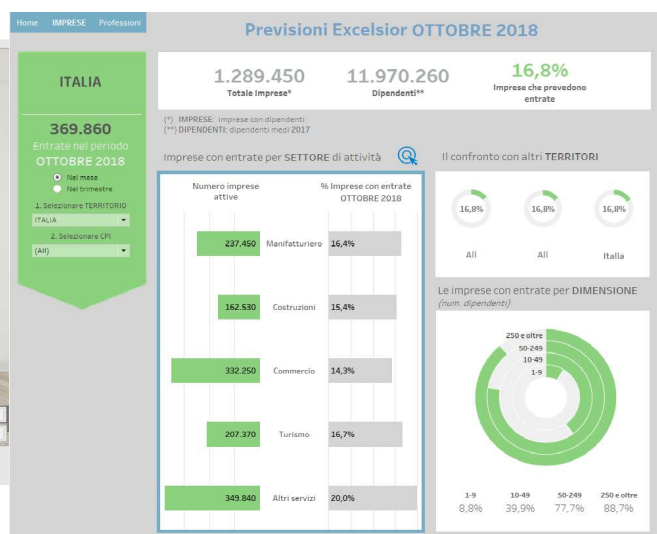 Home IMPRESE Professioni
Previsioni Excelsior OTTOBRE 2018
ITALIA
369.860
Entrate nel periodo
OTTOBRE 2018
Nel mese
Nel trimestre
1. Selezionare TERRITORIO
ITALIA
2. Selezionare CPI
(All)
1.289.450
Totale Imprese*
11.970.260
Dipendenti**
16,8%
Imprese che prevedono
entrate
(*) IMPRESE: imprese con dipendenti
(**) DIPENDENTI: dipendenti medi 2017
Imprese con entrate per SETTORE di attività
Numero imprese
attive
% Imprese con entrate
OTTOBRE 2018
237.450 Manifatturiero 16,4%
162.530 Costruzioni 15,4%
332.250 Commercio 14,3%
207.370 Turismo 16,7%
349.840 Altri servizi 20,0%
Il confronto con altri TERRITORI
16,8% 16,8% 16,8%
All All Italia
Le imprese con entrate per DIMENSIONE
(num. dipendenti)
250 e oltre
50-249
10-49
1-9
1-9 10-49 50-249 250 e oltre
8,8% 39,9% 77,7% 88,7%